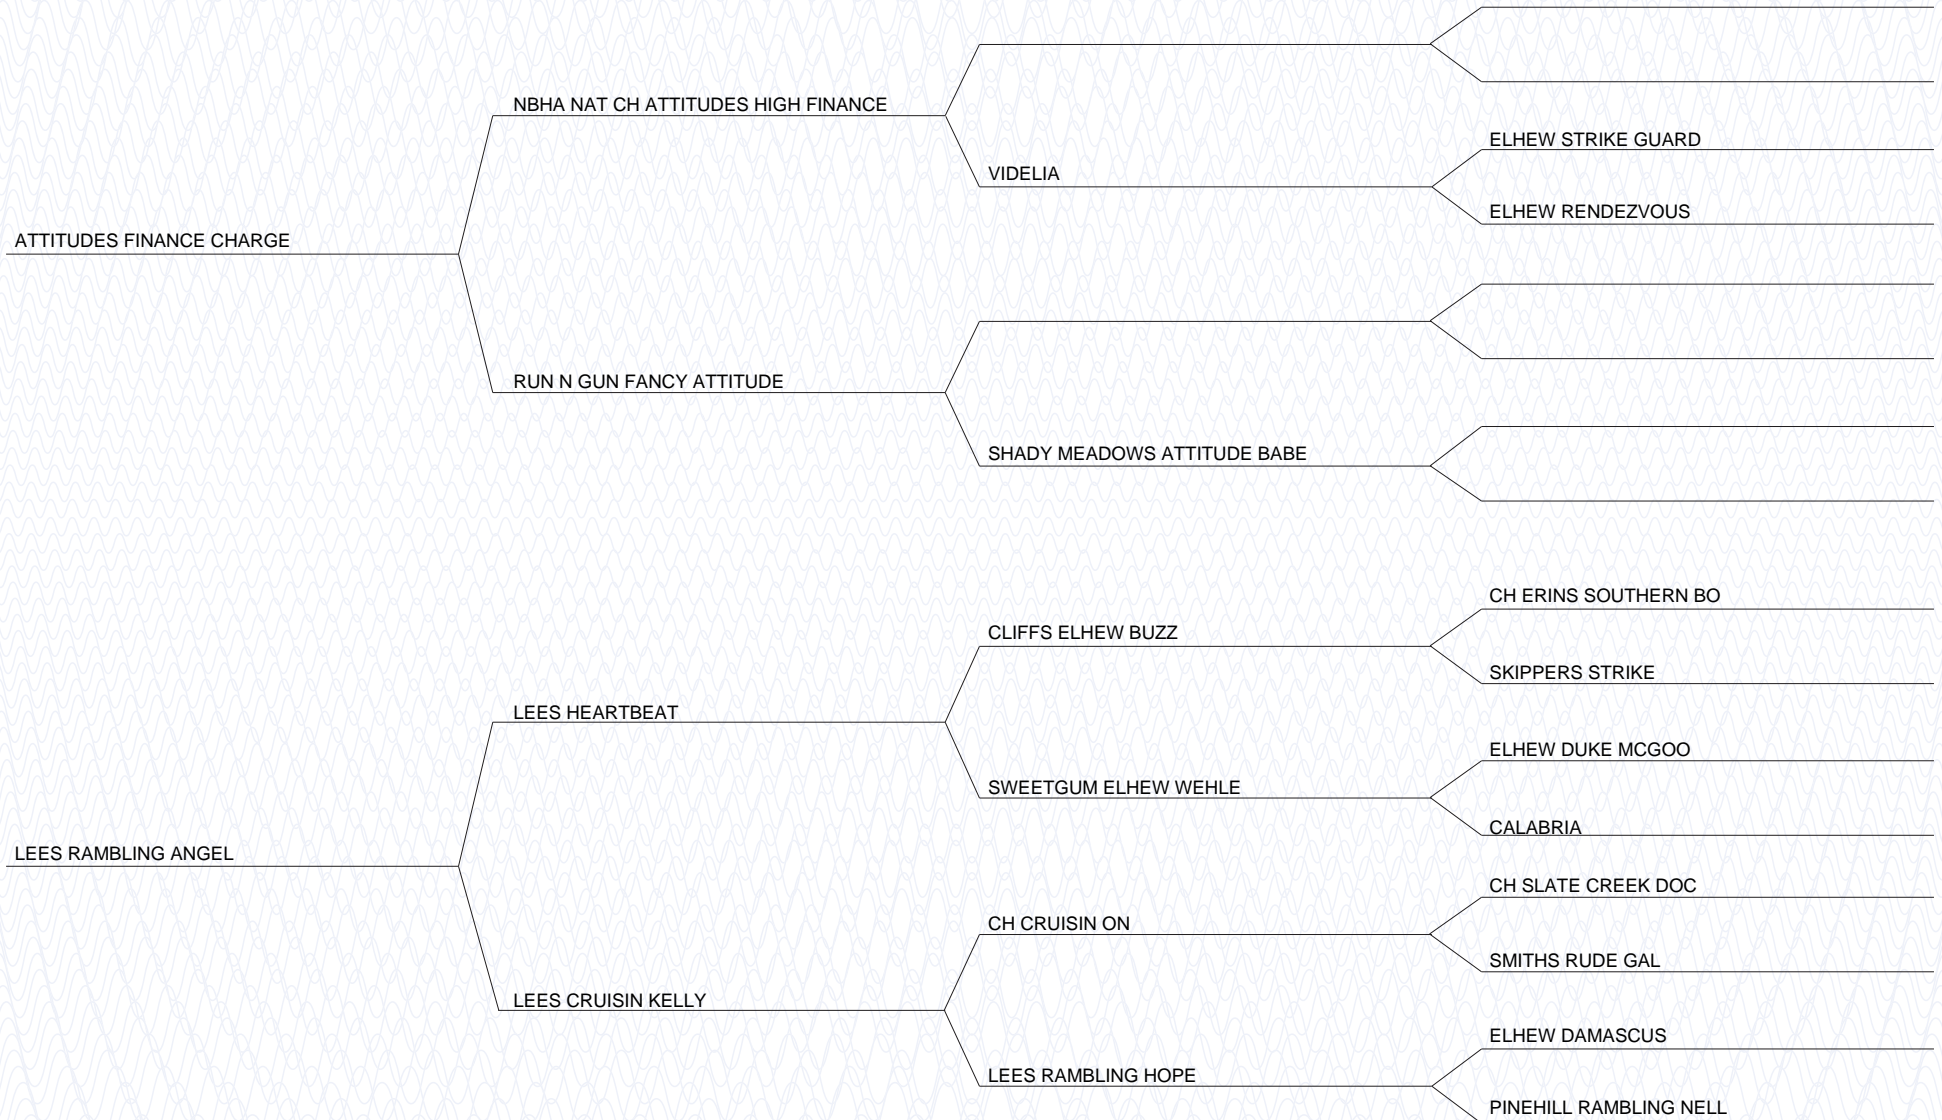 NBHA NAT CH ATTITUDES HIGH FINANCE
ELHEW STRIKE GUARD
VIDELIA
ELHEW RENDEZVOUS
ATTITUDES FINANCE CHARGE
RUN N GUN FANCY ATTITUDE
SHADY MEADOWS ATTITUDE BABE
CH ERINS SOUTHERN BO
CLIFFS ELHEW BUZZ
SKIPPERS STRIKE
LEES HEARTBEAT
ELHEW DUKE MCGOO
SWEETGUM ELHEW WEHLE
CALABRIA
LEES RAMBLING ANGEL
CH SLATE CREEK DOC
CH CRUISIN ON
SMITHS RUDE GAL
LEES CRUISIN KELLY
ELHEW DAMASCUS
LEES RAMBLING HOPE
PINEHILL RAMBLING NELL